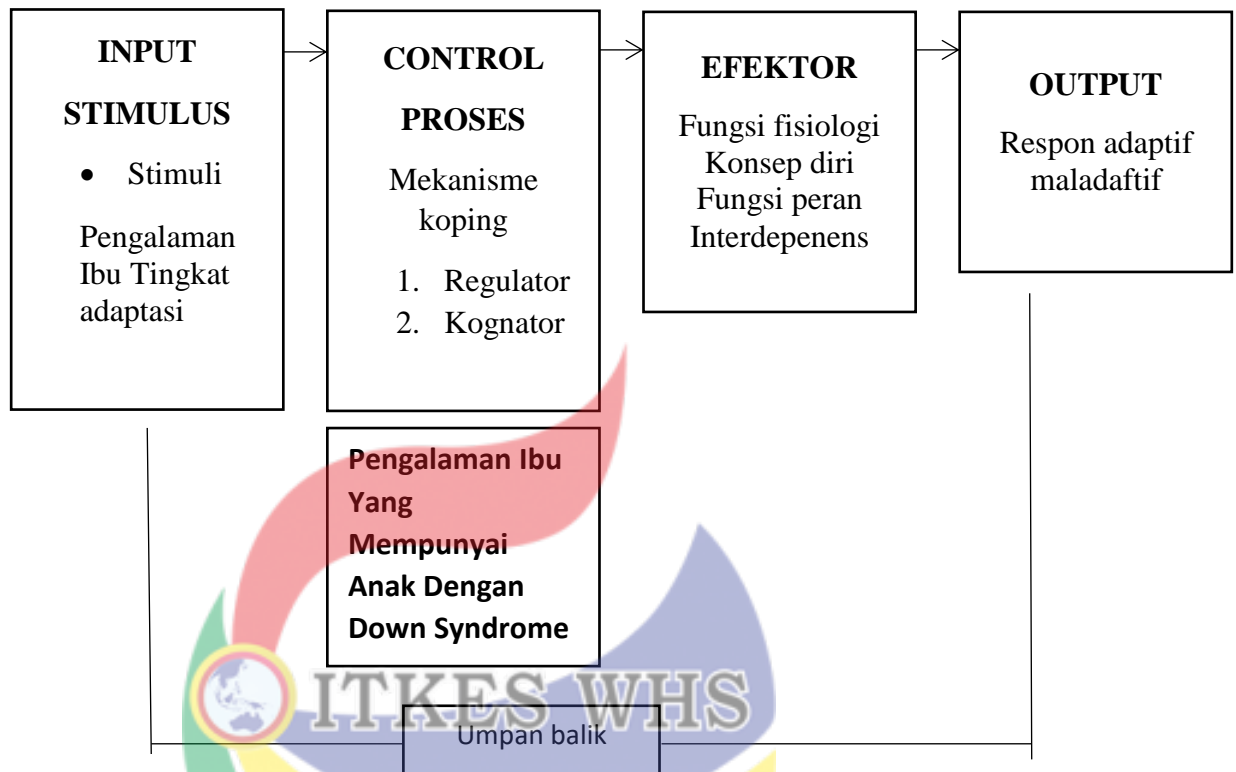 INPUT
STIMULUS
• Stimuli
Pengalaman
Ibu Tingkat
adaptasi
CONTROL
PROSES
Mekanisme
koping
1. Regulator
2. Kognator
EFEKTOR
Fungsi fisiologi
Konsep diri
Fungsi peran
Interdepenens
OUTPUT
Respon adaptif
maladaftif
Pengalaman Ibu
Yang
Mempunyai
Anak Dengan
Down Syndrome
ITKES WHS
Umpan balik